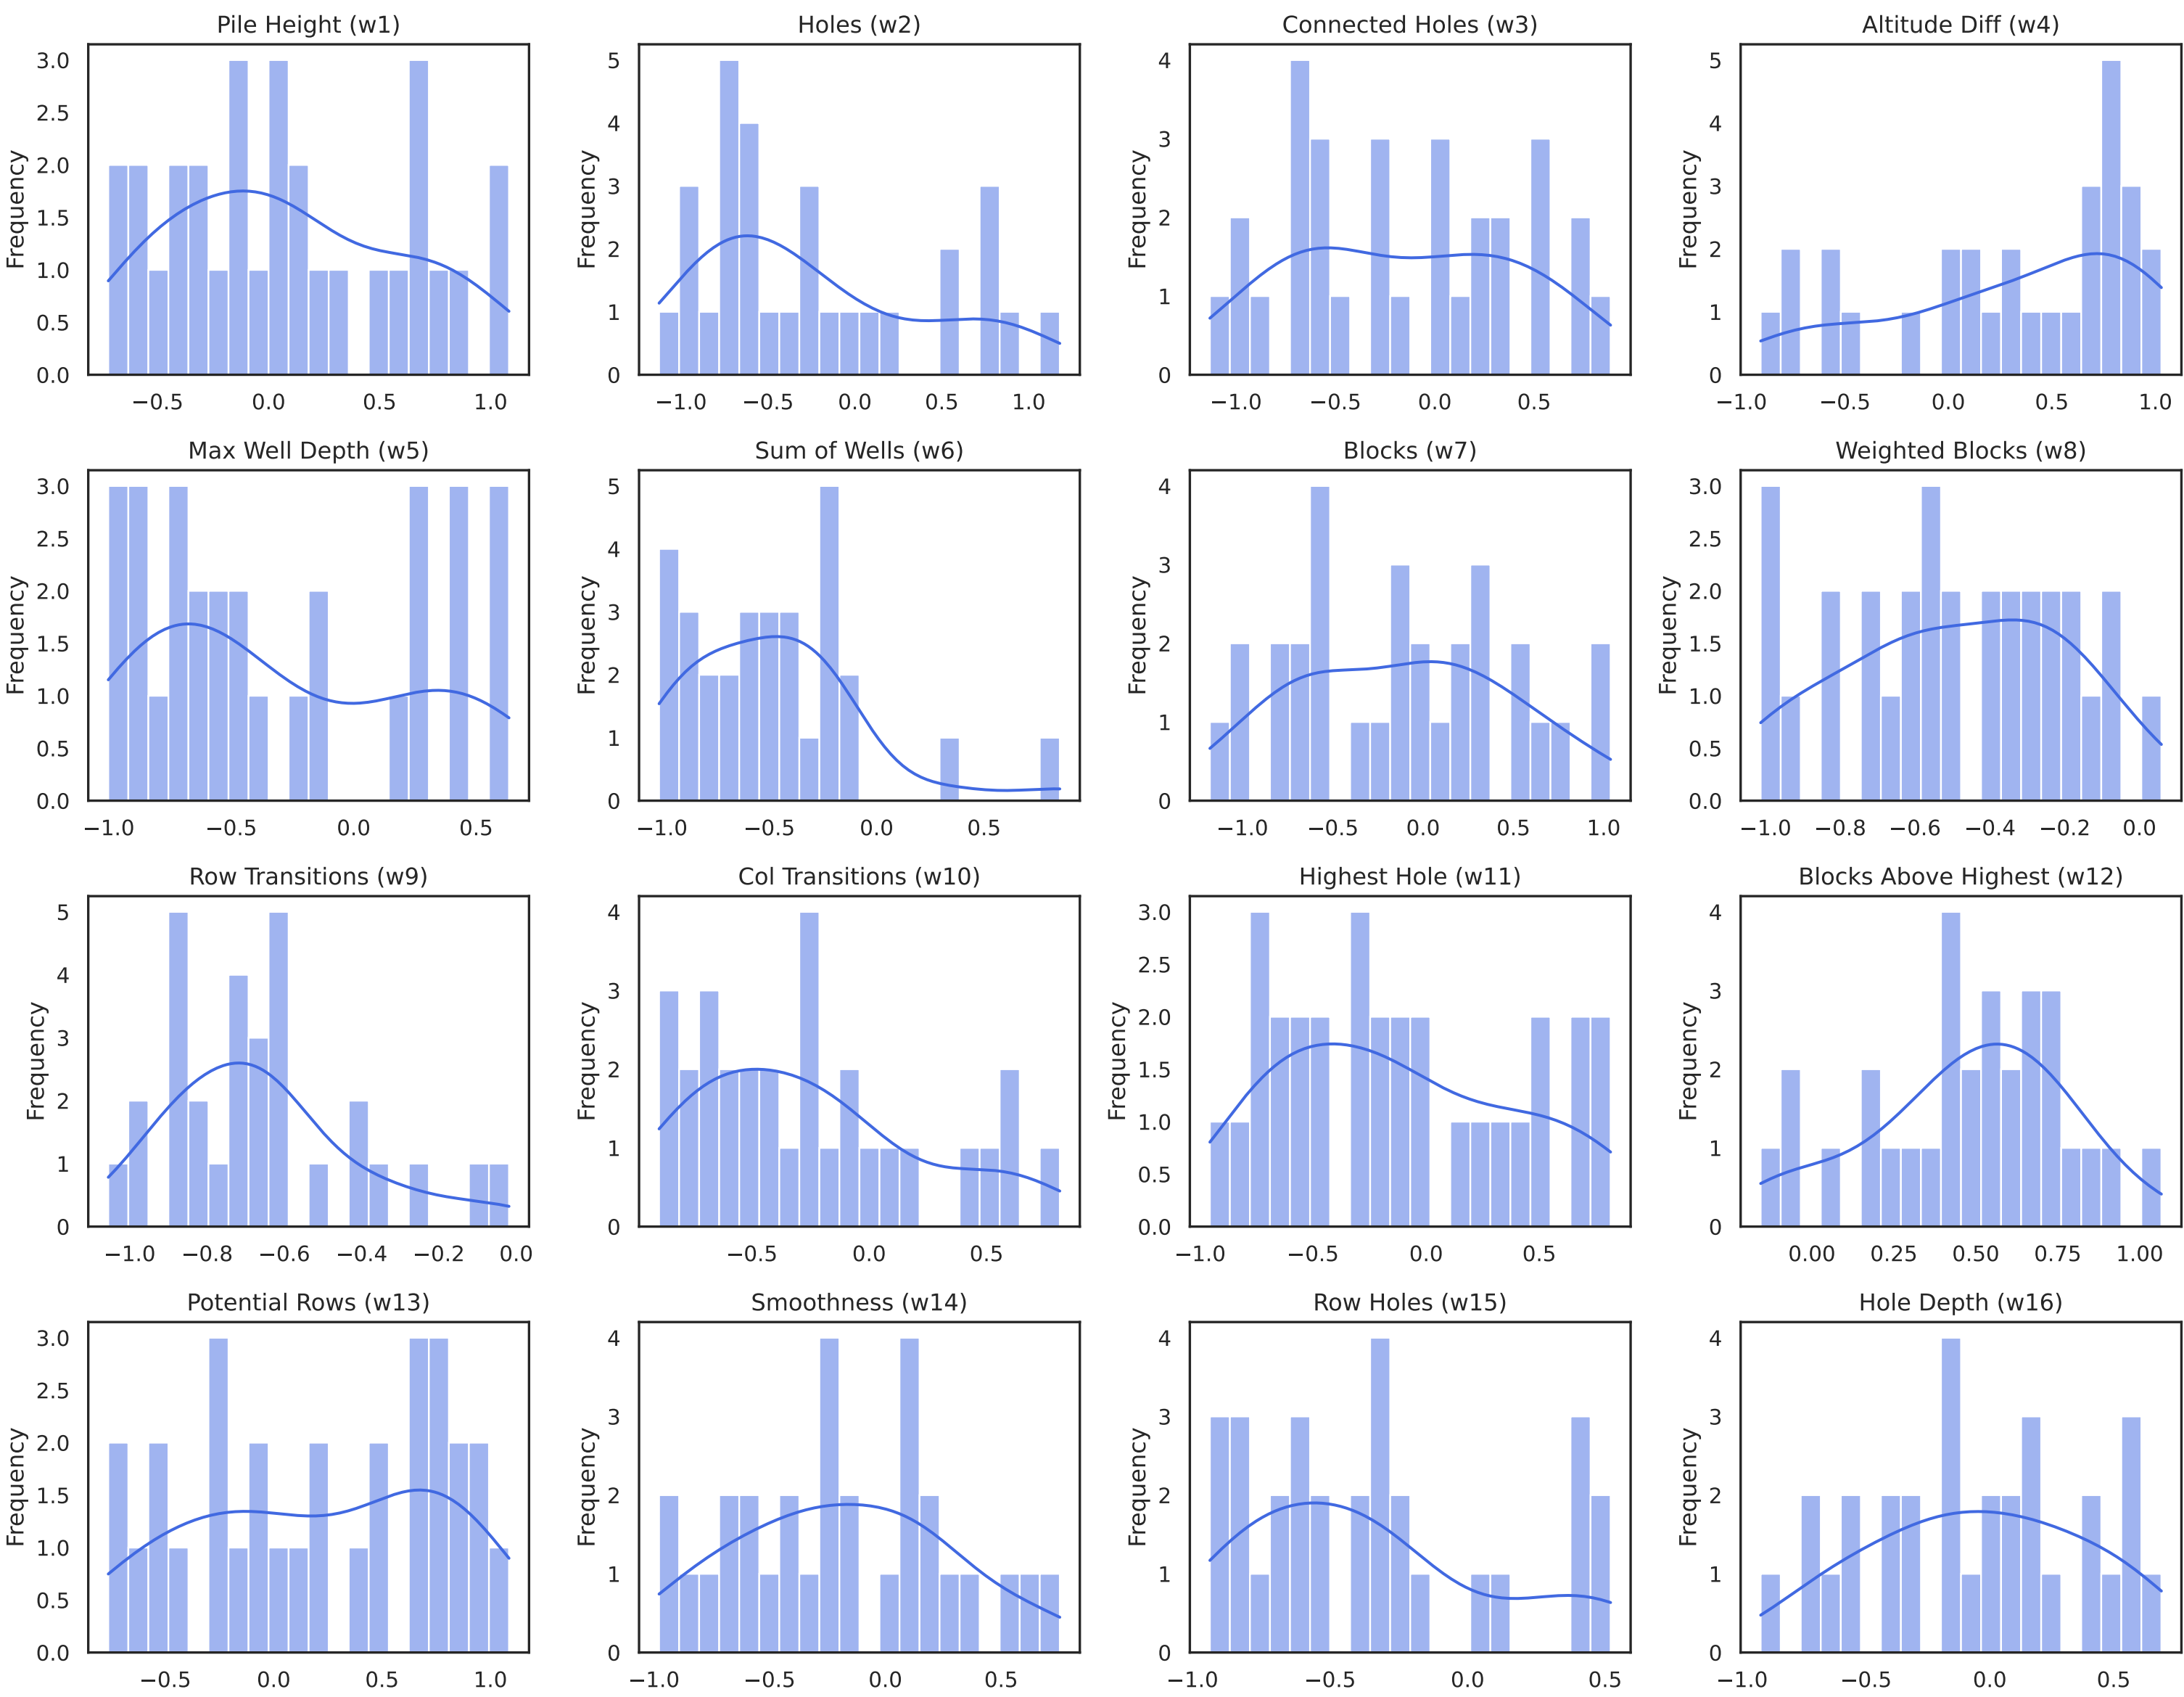 Pile Height (w1)
Holes (w2)
Connected Holes (w3)
Altitude Diff (w4)
Frequency
3.0
2.5
2.0
1.5
1.0
0.5
0.0
−0.5 0.0 0.5 1.0
Frequency
5
4
3
2
1
0
−1.0 −0.5 0.0 0.5 1.0
Frequency
4
3
2
1
0
−1.0 −0.5 0.0 0.5
Frequency
5
4
3
2
1
0
−1.0 −0.5 0.0 0.5 1.0
Max Well Depth (w5)
Sum of Wells (w6)
Blocks (w7)
Weighted Blocks (w8)
Frequency
3.0
2.5
2.0
1.5
1.0
0.5
0.0
−1.0 −0.5 0.0 0.5
Frequency
5
4
3
2
1
0
−1.0 −0.5 0.0 0.5
Frequency
4
3
2
1
0
−1.0 −0.5 0.0 0.5 1.0
Frequency
3.0
2.5
2.0
1.5
1.0
0.5
0.0
−1.0 −0.8 −0.6 −0.4 −0.2 0.0
Row Transitions (w9)
Col Transitions (w10)
Highest Hole (w11)
Blocks Above Highest (w12)
Frequency
5
4
3
2
1
0
−1.0 −0.8 −0.6 −0.4 −0.2 0.0
Frequency
4
3
2
1
0
−0.5 0.0 0.5
Frequency
3.0
2.5
2.0
1.5
1.0
0.5
0.0
−1.0 −0.5 0.0 0.5
Frequency
4
3
2
1
0
0.00 0.25 0.50 0.75 1.00
Potential Rows (w13)
Smoothness (w14)
Row Holes (w15)
Hole Depth (w16)
Frequency
3.0
2.5
2.0
1.5
1.0
0.5
0.0
−0.5 0.0 0.5 1.0
Frequency
4
3
2
1
0
−1.0 −0.5 0.0 0.5
Frequency
4
3
2
1
0
−1.0 −0.5 0.0 0.5
Frequency
4
3
2
1
0
−1.0 −0.5 0.0 0.5